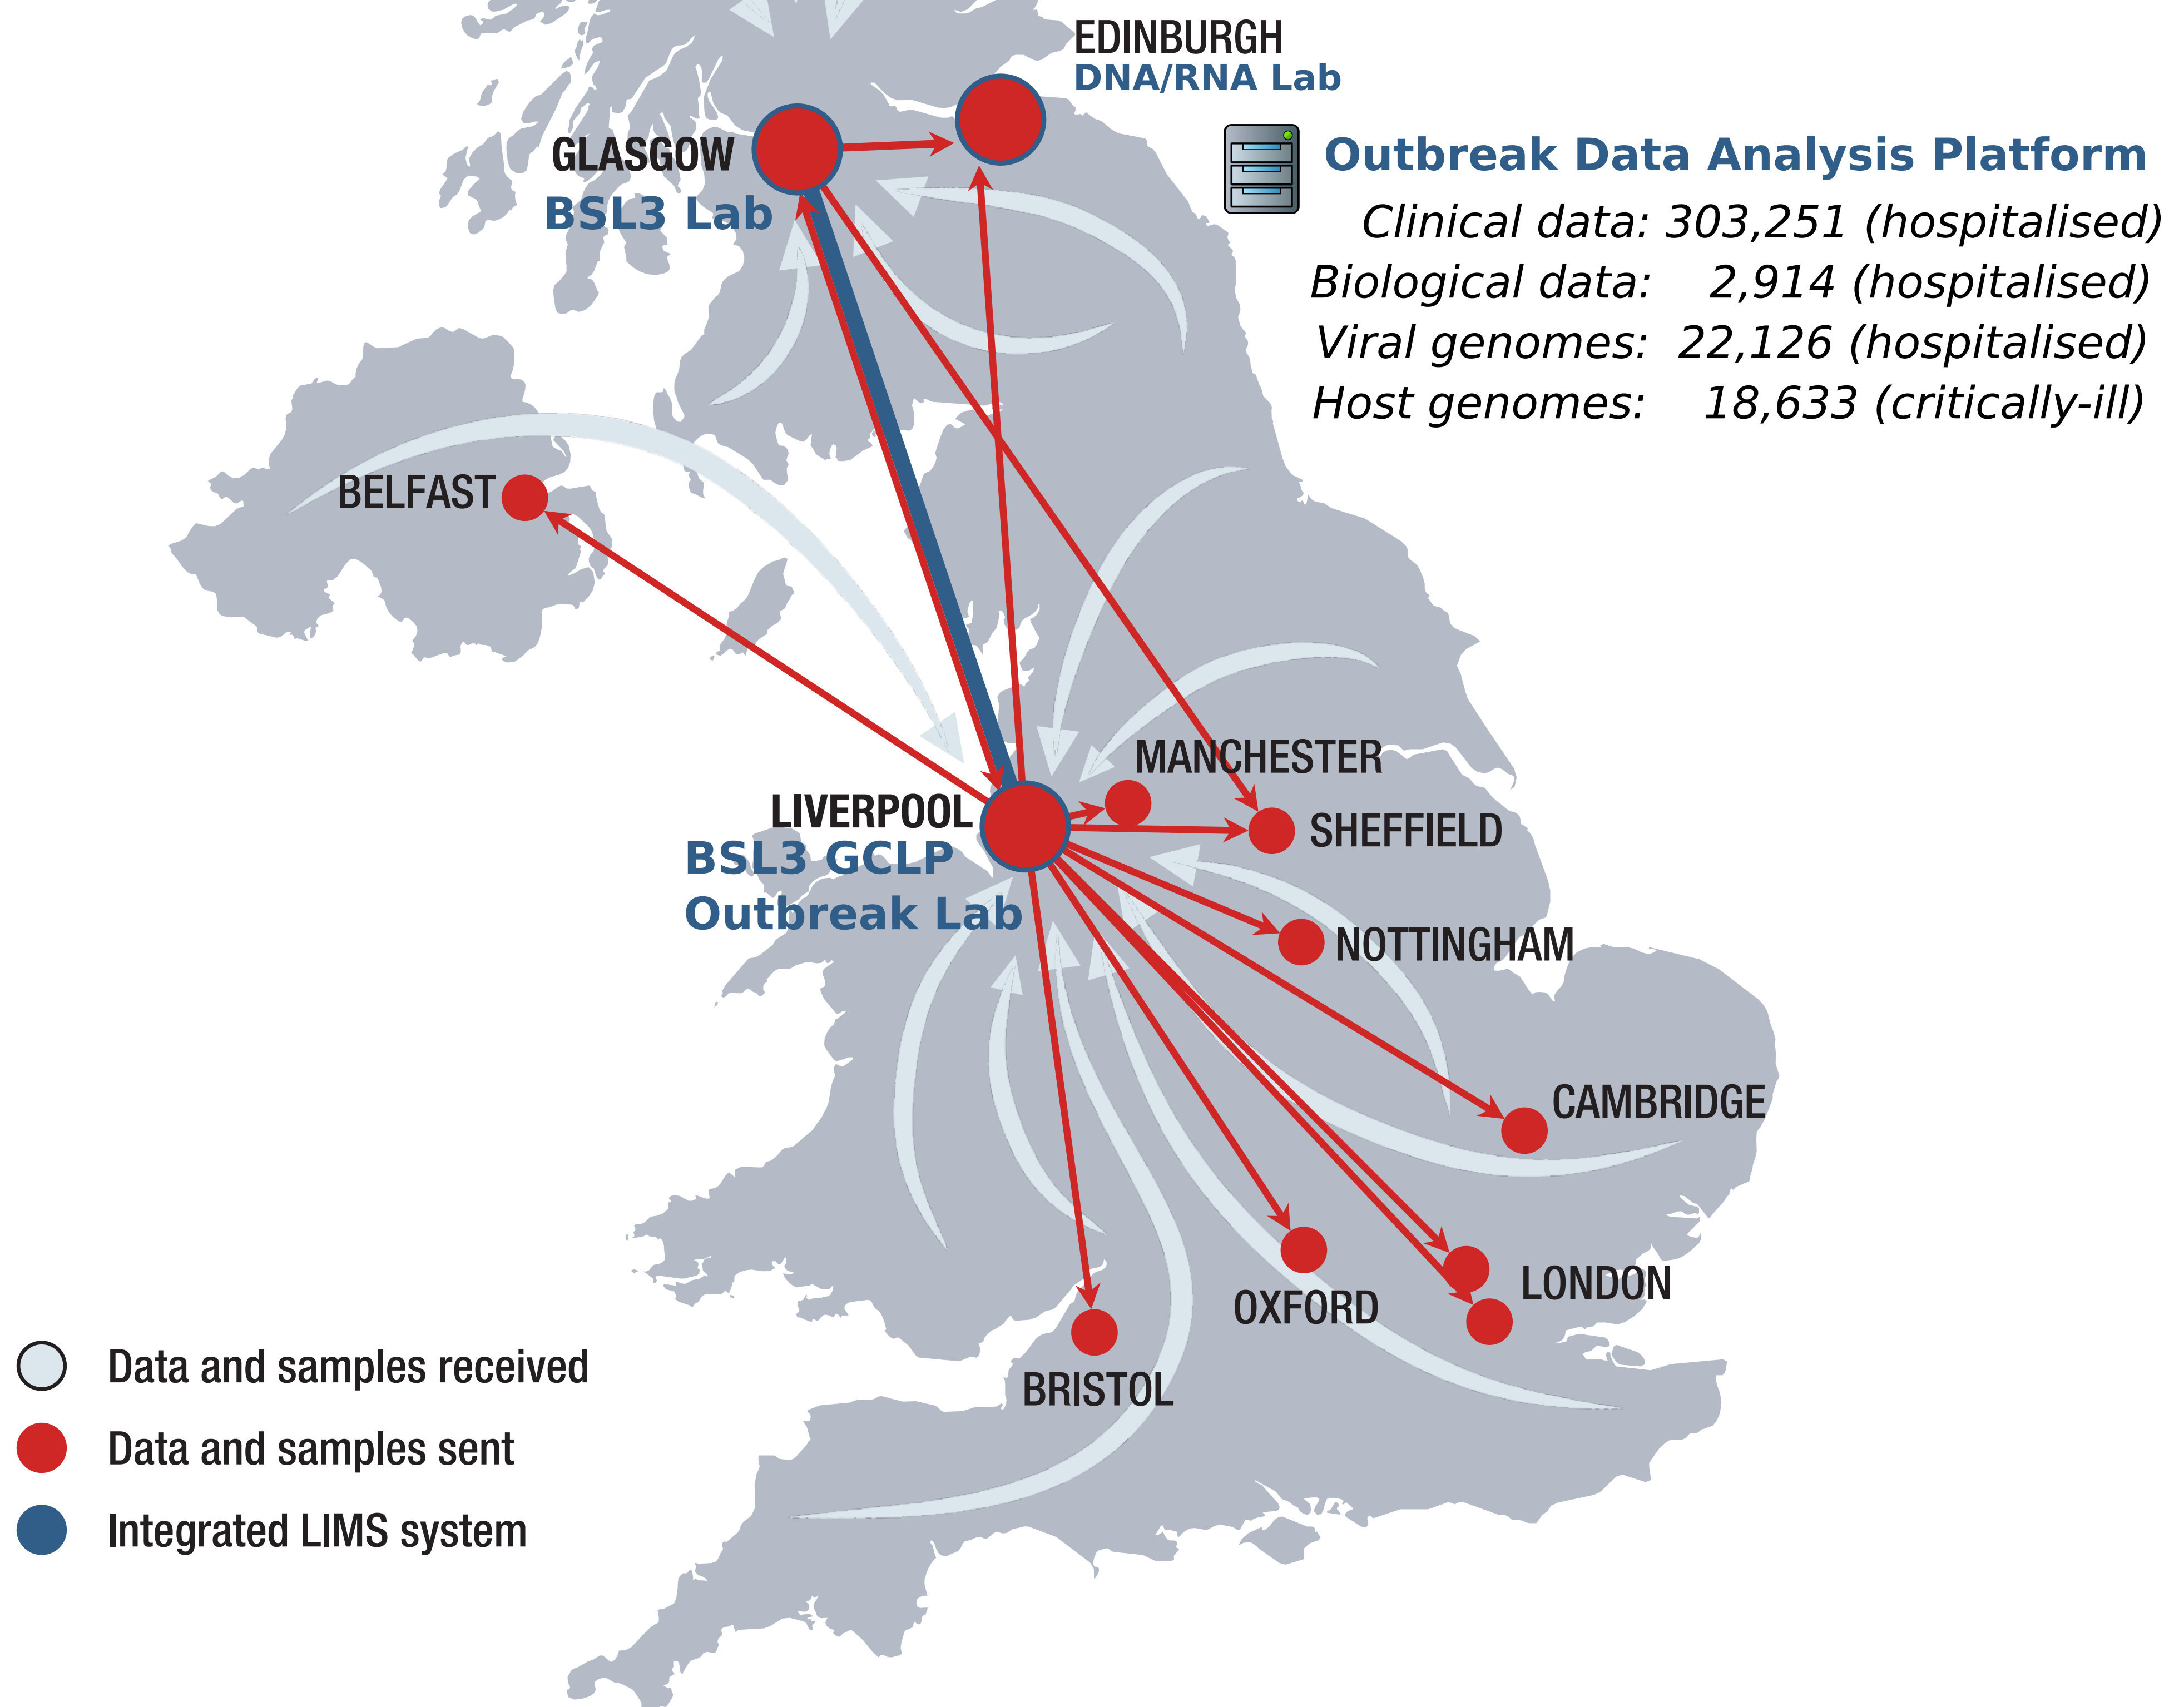 EDINBURGH
DNA/RNA Lab
GLASGOW
BSL3 Lab
Outbreak Data Analysis Platform
Clinical data: 303,251 (hospitalised)
Biological data: 2,914 (hospitalised)
Viral genomes: 22,126 (hospitalised)
Host genomes: 18,633 (critically-ill)
BELFAST
MANCHESTER
LIVERPOOL
BSL3 GCLP
Outbreak Lab
SHEFFIELD
NOTTINGHAM
CAMBRIDGE
LONDON
OXFORD
BRISTOL
Data and samples received
Data and samples sent
Integrated LIMS system